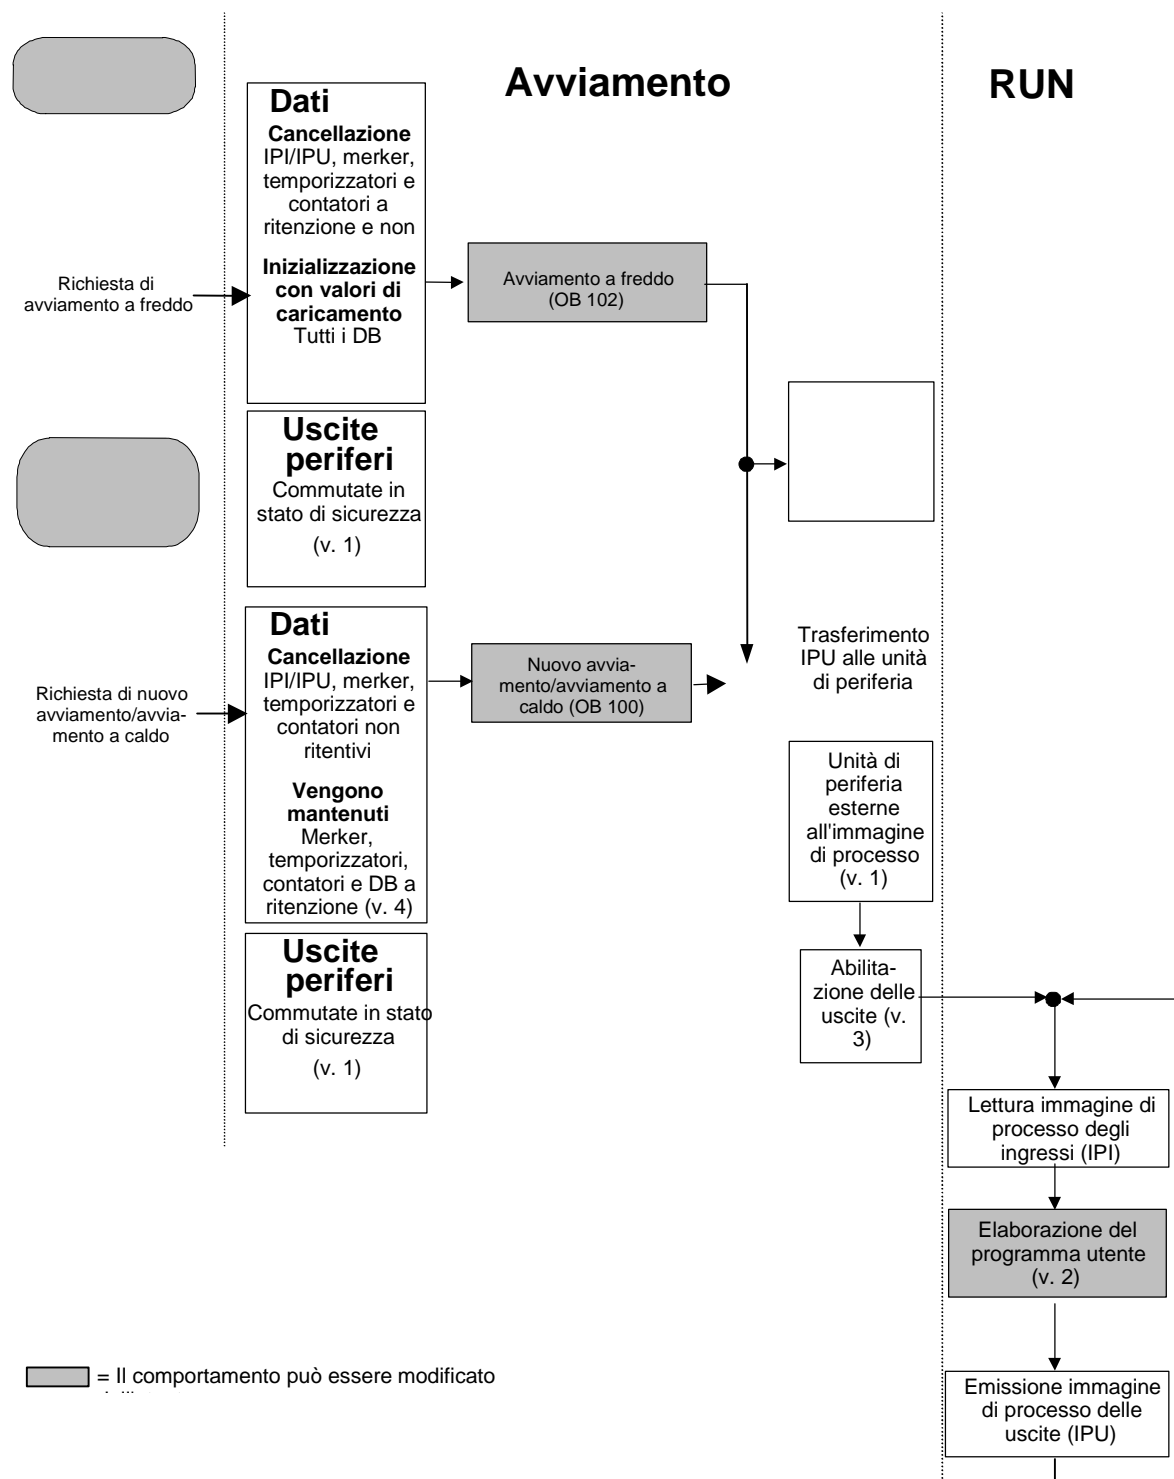 Avviamento
RUN
Dati
Cancellazione
IPI/IPU, merker,
temporizzatori e
contatori a
ritenzione e non
Inizializzazione
con valori di
caricamento
Tutti i DB
Richiesta di
avviamento a freddo
Avviamento a freddo
(OB 102)
Uscite
periferi
Commutate in
stato di sicurezza
(v. 1)
Dati
Cancellazione
IPI/IPU, merker,
temporizzatori e
contatori non
ritentivi
Vengono
mantenuti
Merker,
temporizzatori,
contatori e DB a
ritenzione (v. 4)
Richiesta di nuovo
avviamento/avvia-
mento a caldo
Nuovo avvia-
mento/avviamento a
caldo (OB 100)
Trasferimento
IPU alle unità
di periferia
Unità di
periferia
esterne
all'immagine
di processo
(v. 1)
Uscite
periferi
Commutate in stato
di sicurezza
(v. 1)
Abilita-
zione delle
uscite (v.
3)
Lettura immagine di
processo degli
ingressi (IPI)
Elaborazione del
programma utente
(v. 2)
Emissione immagine
di processo delle
uscite (IPU)
= Il comportamento può essere modificato